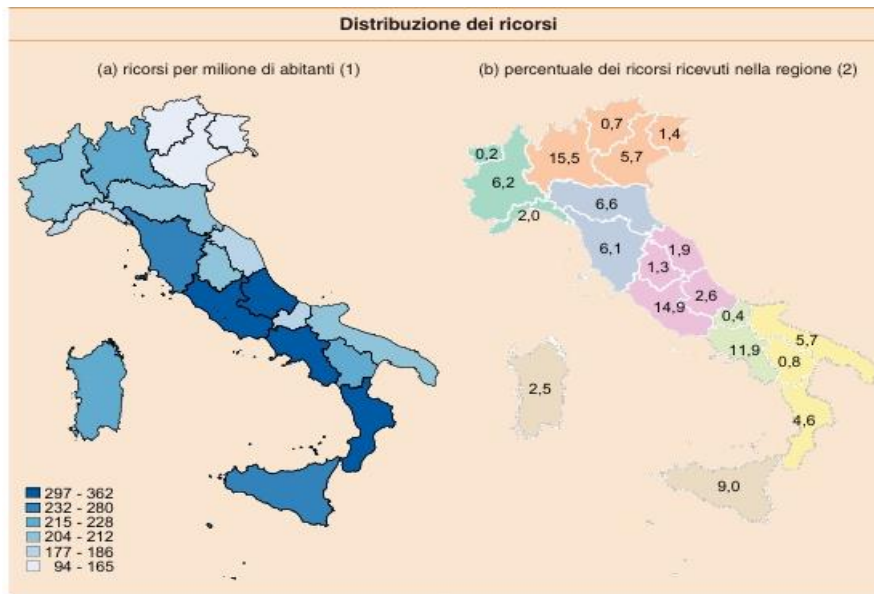 Distribuzione dei ricorsi
(a) ricorsi per milione di abitanti (1)
(b) percentuale dei ricorsi ricevuti nella regione (2)
297 - 362
232 - 280
215 - 228
204 - 212
177 - 186
94 - 165
0,7
1,4
0,2
15,5
5,7
6,2
2,0
6,6
6,1
1,9
1,3
2,6
14,9
0,4
5,7
11,9
0,8
2,5
4,6
9,0